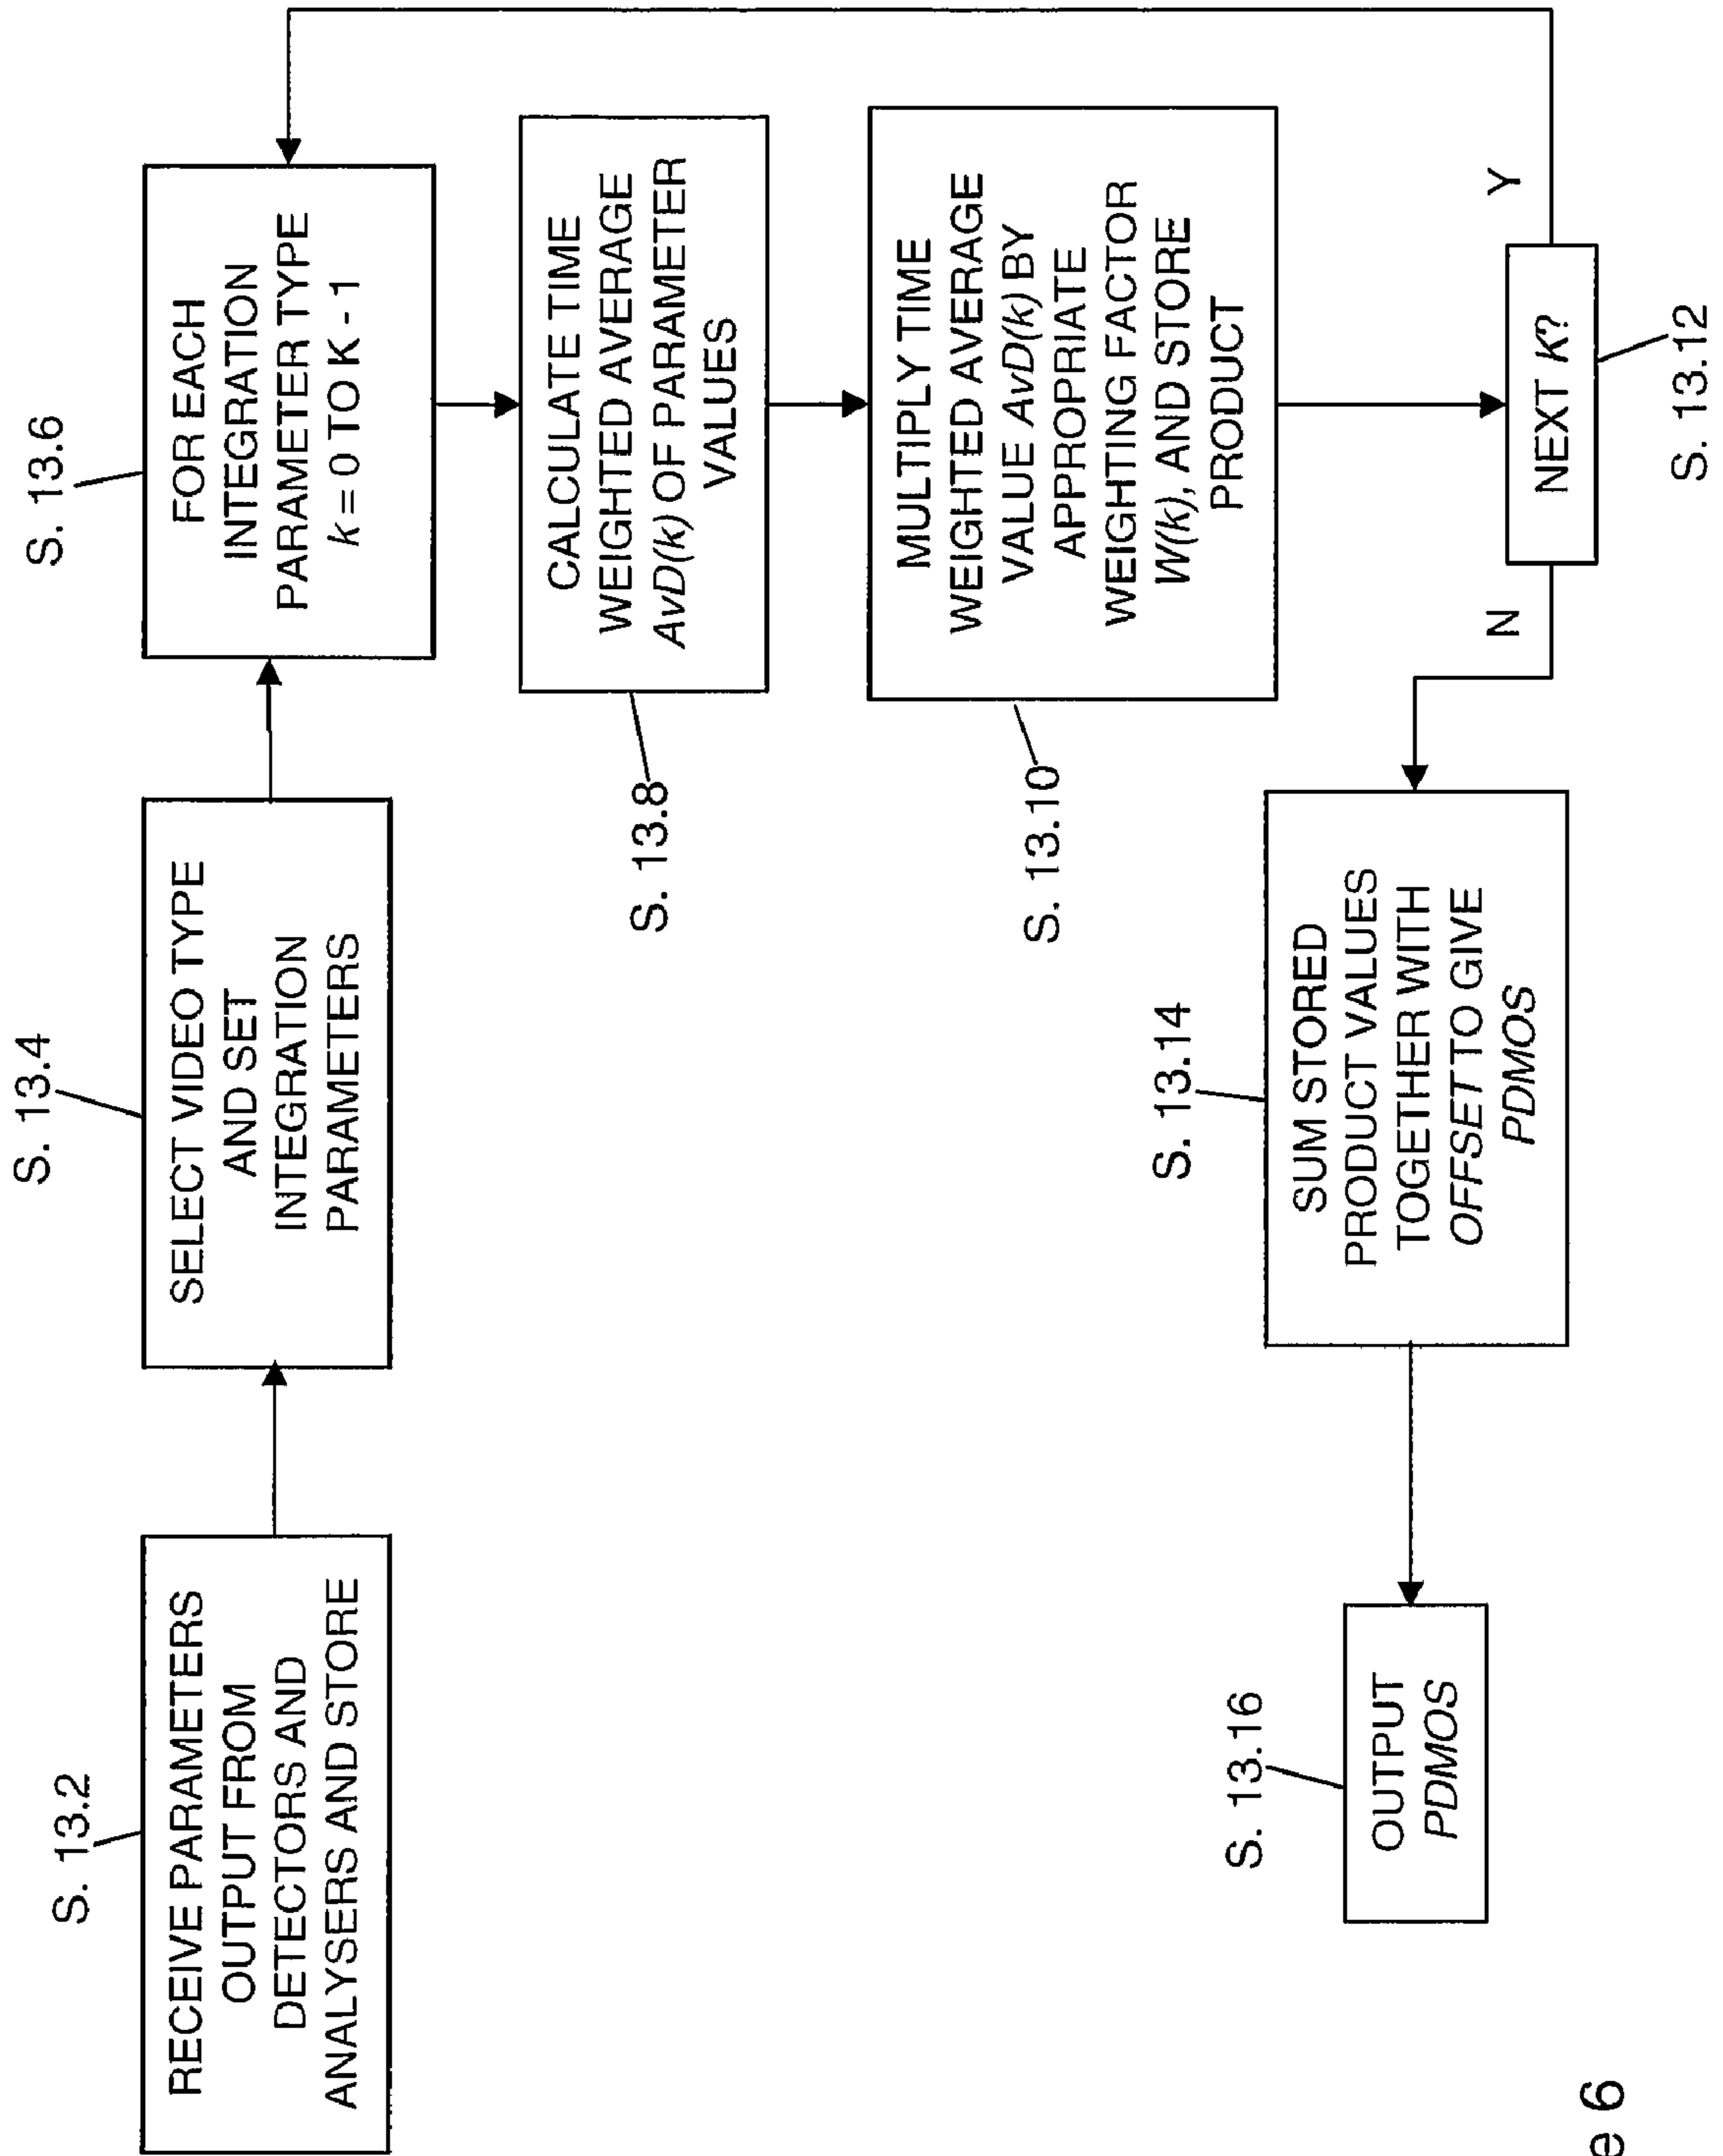 S. 13.2
RECEIVE PARAMETERS
OUTPUT FROM
DETECTORS AND
ANALYSERS AND STORE
S. 13.4
SELECT VIDEO TYPE
AND SET
INTEGRATION
PARAMETERS
S. 13.6
FOR EACH
INTEGRATION
PARAMETER TYPE
k = 0 TO K - 1
S. 13.8
CALCULATE TIME
WEIGHTED AVERAGE
AvD(k) OF PARAMETER
VALUES
S. 13.10
MULTIPLY TIME
WEIGHTED AVERAGE
VALUE AvD(k) BY
APPROPRIATE
WEIGHTING FACTOR
W(k), AND STORE
PRODUCT
N
NEXT K?
Y
S. 13.12
S. 13.14
SUM STORED
PRODUCT VALUES
TOGETHER WITH
OFFSET TO GIVE
PDMOS
S. 13.16
OUTPUT
PDMOS
e 6